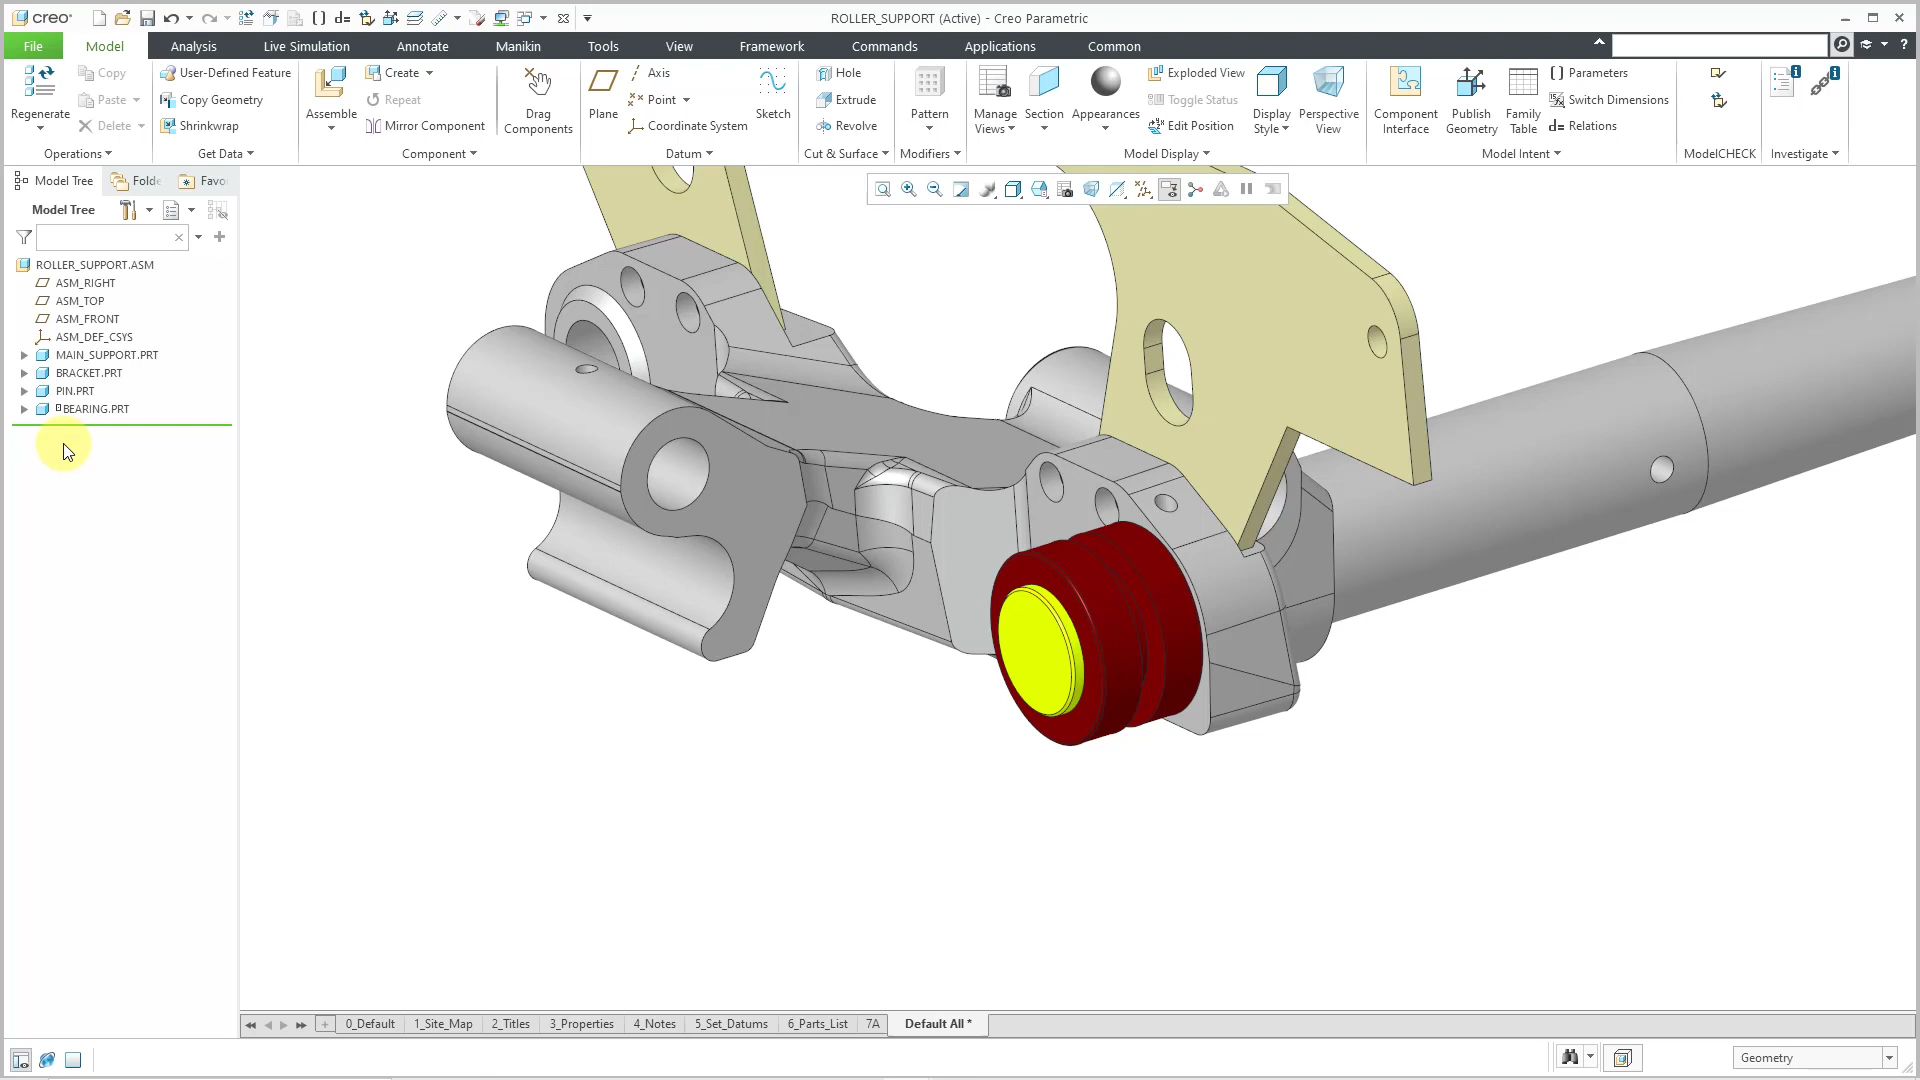 creo
ROLLER_SUPPORT (Active) - Creo Parametric
File
Model
Analysis
Live Simulation
Annotate
Manikin
Tools
View
Framework
Commands
Applications
Common
Regenerate
Copy
Paste
Delete
User-Defined Feature
Copy Geometry
Shrinkwrap
Assemble
Create
Repeat
Mirror Component
Drag Components
Plane
Axis
Point
Coordinate System
Sketch
Hole
Extrude
Revolve
Pattern
Manage Views
Section
Appearances
Exploded View
Toggle Status
Edit Position
Display Style
Perspective View
Component Interface
Publish Geometry
Family Table
Parameters
Switch Dimensions
d= Relations
Operations
Get Data
Component
Datum
Cut & Surface
Modifiers
Model Display
Model Intent
ModelCHECK
Investigate
Model Tree
Folde
Favo
Model Tree
ROLLER_SUPPORT.ASM
ASM_RIGHT
ASM_TOP
ASM_FRONT
ASM_DEF_CSYS
MAIN_SUPPORT.PRT
BRACKET.PRT
PIN.PRT
BEARING.PRT
0_Default
1_Site_Map
2_Titles
3_Properties
4_Notes
5_Set_Datums
6_Parts_List
7A
Default All *
Geometry